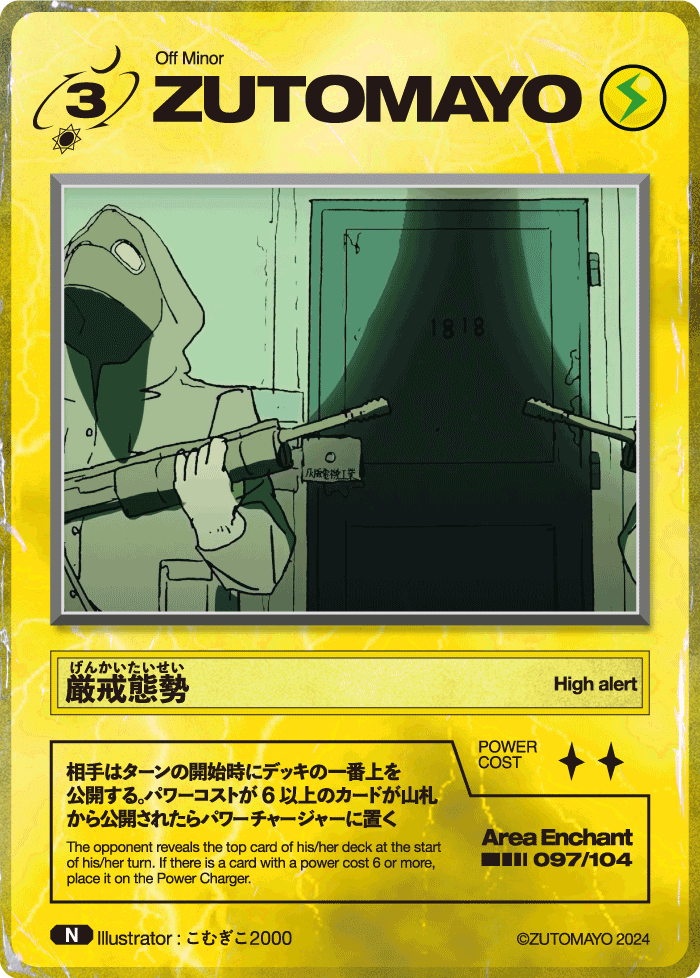 Off Minor
3
ZUTOMAYO
1818
げんかいたいせい
厳戒態勢
High alert
相手はターンの開始時にデッキの一番上を
公開する。パワーコストが6以上のカードが山札
から公開されたらパワーチャージャーに置く
The opponent reveals the top card of his/her deck at the start
of his/her turn. If there is a card with a power cost 6 or more,
place it on the Power Charger.
POWER
COST
Area Enchant
097/104
N
Illustrator : こむぎこ2000
©ZUTOMAYO 2024